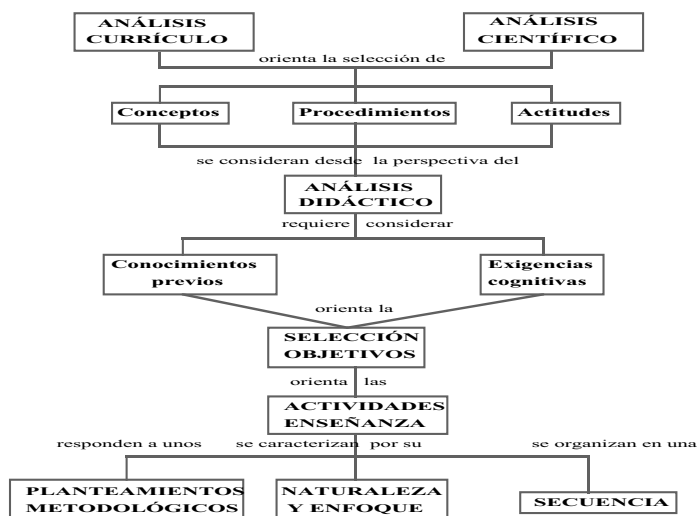 ANÁLISIS
CURRÍCULO
ANÁLISIS
CIENTÍFICO
orienta la selección de
Conceptos
Procedimientos
Actitudes
se consideran desde la perspectiva del
ANÁLISIS
DIDÁCTICO
requiere considerar
Conocimientos
previos
Exigencias
cognitivas
orienta la
SELECCIÓN
OBJETIVOS
orienta las
ACTIVIDADES
ENSEÑANZA
responden a unos
se caracterizan por su
se organizan en una
PLANTEAMIENTOS
METODOLÓGICOS
NATURALEZA
Y ENFOQUE
SECUENCIA